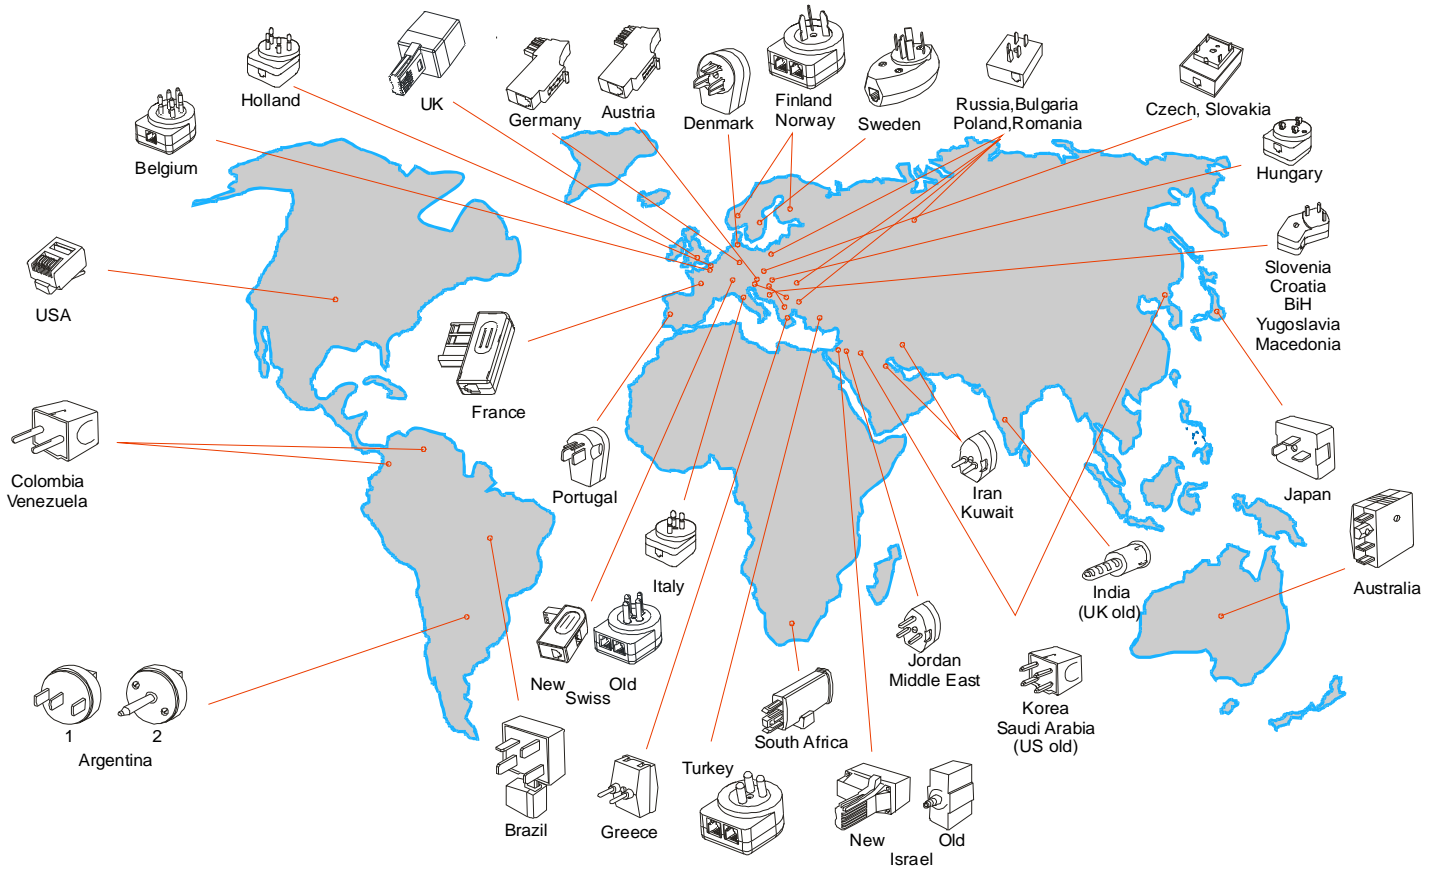 Holland
UK
Germany
Austria
Denmark
Finland
Norway
Sweden
Russia,Bulgaria
Poland,Romania
Czech, Slovakia
Belgium
Hungary
USA
Slovenia
Croatia
BiH
Yugoslavia
Macedonia
France
Colombia
Venezuela
Portugal
Iran
Kuwait
Japan
Italy
India
(UK old)
Australia
New
Old
Swiss
Jordan
Middle East
Korea
Saudi Arabia
(US old)
1
2
Argentina
South Africa
Turkey
Brazil
Greece
New
Old
Israel